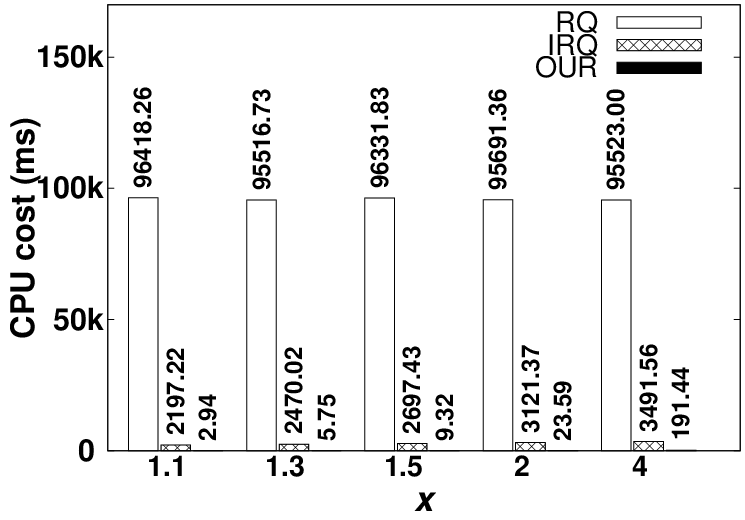 RQ
IRQ
OUR
CPU cost (ms)
150k
100k
50k
0
96418.26
2197.22
2.94
95516.73
2470.02
5.75
96331.83
2697.43
9.32
95691.36
3121.37
23.59
95523.00
3491.56
191.44
1.1 1.3 1.5 2 4
x